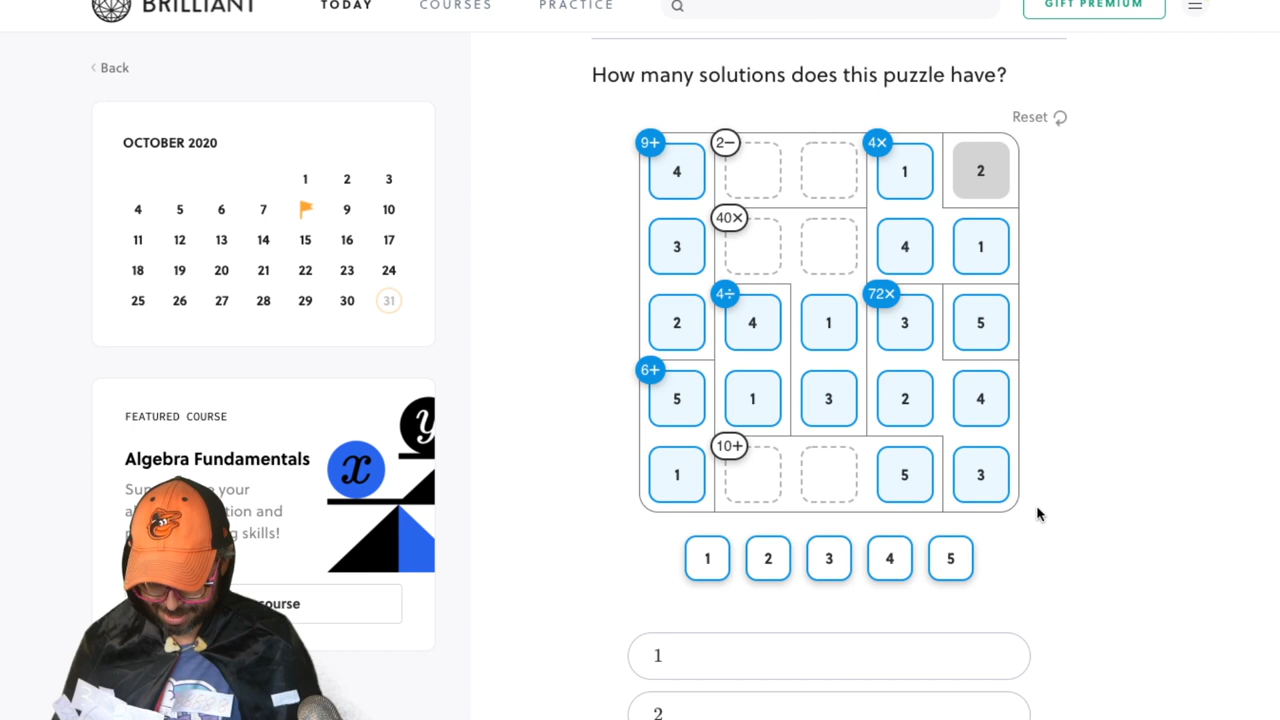 BRILLIANT TODAY COURSES PRACTICE GIFT PREMIUM
Back
OCTOBER 2020
1 2 3
4 5 6 7 9 10
11 12 13 14 15 16 17
18 19 20 21 22 23 24
25 26 27 28 29 30 31
FEATURED COURSE
Algebra Fundamentals
your
and
skills!
course
x
y
How many solutions does this puzzle have?
Reset
9+ 2− 4×
4 1 2
40×
3 4 1
4÷ 72×
2 4 1 3 5
6+
5 1 3 2 4
10+
1 5 3
1 2 3 4 5
1
2